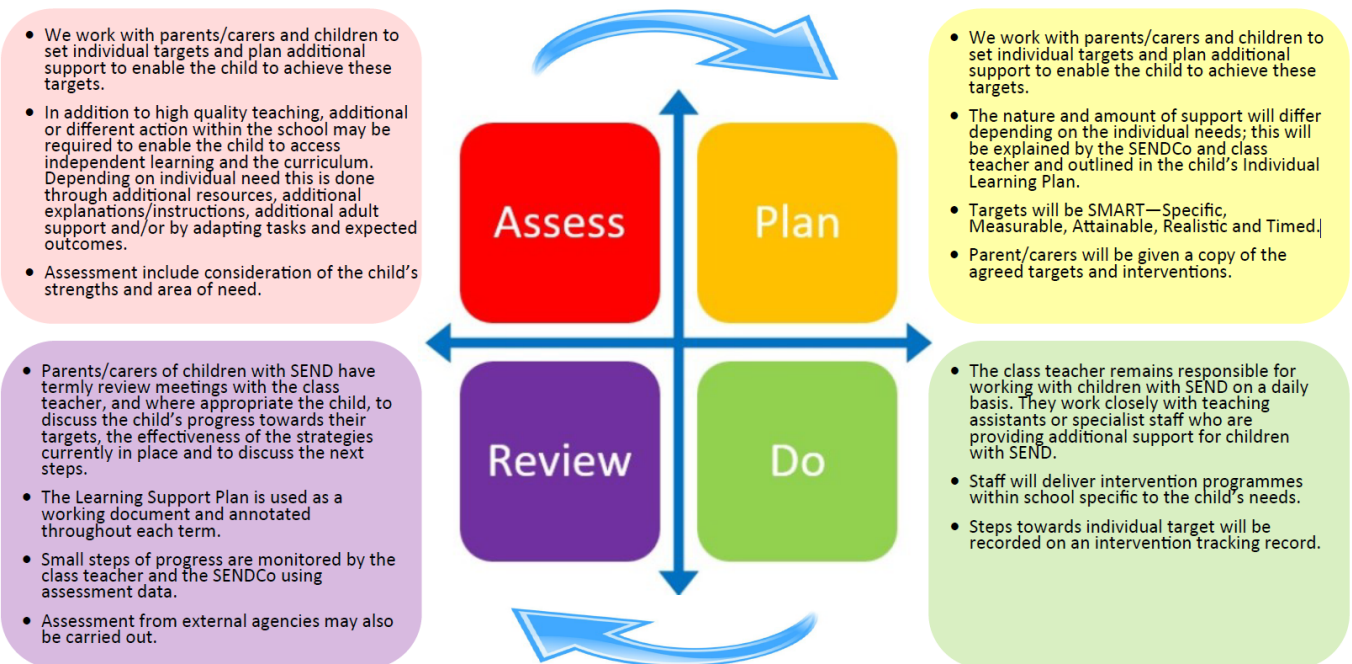 • We work with parents/carers and children to
set individual targets and plan additional
support to enable the child to achieve these
targets.
• In addition to high quality teaching, additional
or different action within the school may be
required to enable the child to access
independent learning and the curriculum.
Depending on individual need this is done
through additional resources, additional
explanations/instructions, additional adult
support and/or by adapting tasks and expected
outcomes.
• Assessment include consideration of the child’s
strengths and area of need.
Assess
Plan
• We work with parents/carers and children to
set individual targets and plan additional
support to enable the child to achieve these
targets.
• The nature and amount of support will differ
depending on the individual needs; this will
be explained by the SENDCo and class
teacher and outlined in the child’s Individual
Learning Plan.
• Targets will be SMART—Specific,
Measurable, Attainable, Realistic and Timed.
• Parent/carers will be given a copy of the
agreed targets and interventions.
• Parents/carers of children with SEND have
termly review meetings with the class
teacher, and where appropriate the child, to
discuss the child’s progress towards their
targets, the effectiveness of the strategies
currently in place and to discuss the next
steps.
• The Learning Support Plan is used as a
working document and annotated
throughout each term.
• Small steps of progress are monitored by the
class teacher and the SENDCo using
assessment data.
• Assessment from external agencies may also
be carried out.
Review
Do
• The class teacher remains responsible for
working with children with SEND on a daily
basis. They work closely with teaching
assistants or specialist staff who are
providing additional support for children
with SEND.
• Staff will deliver intervention programmes
within school specific to the child’s needs.
• Steps towards individual target will be
recorded on an intervention tracking record.